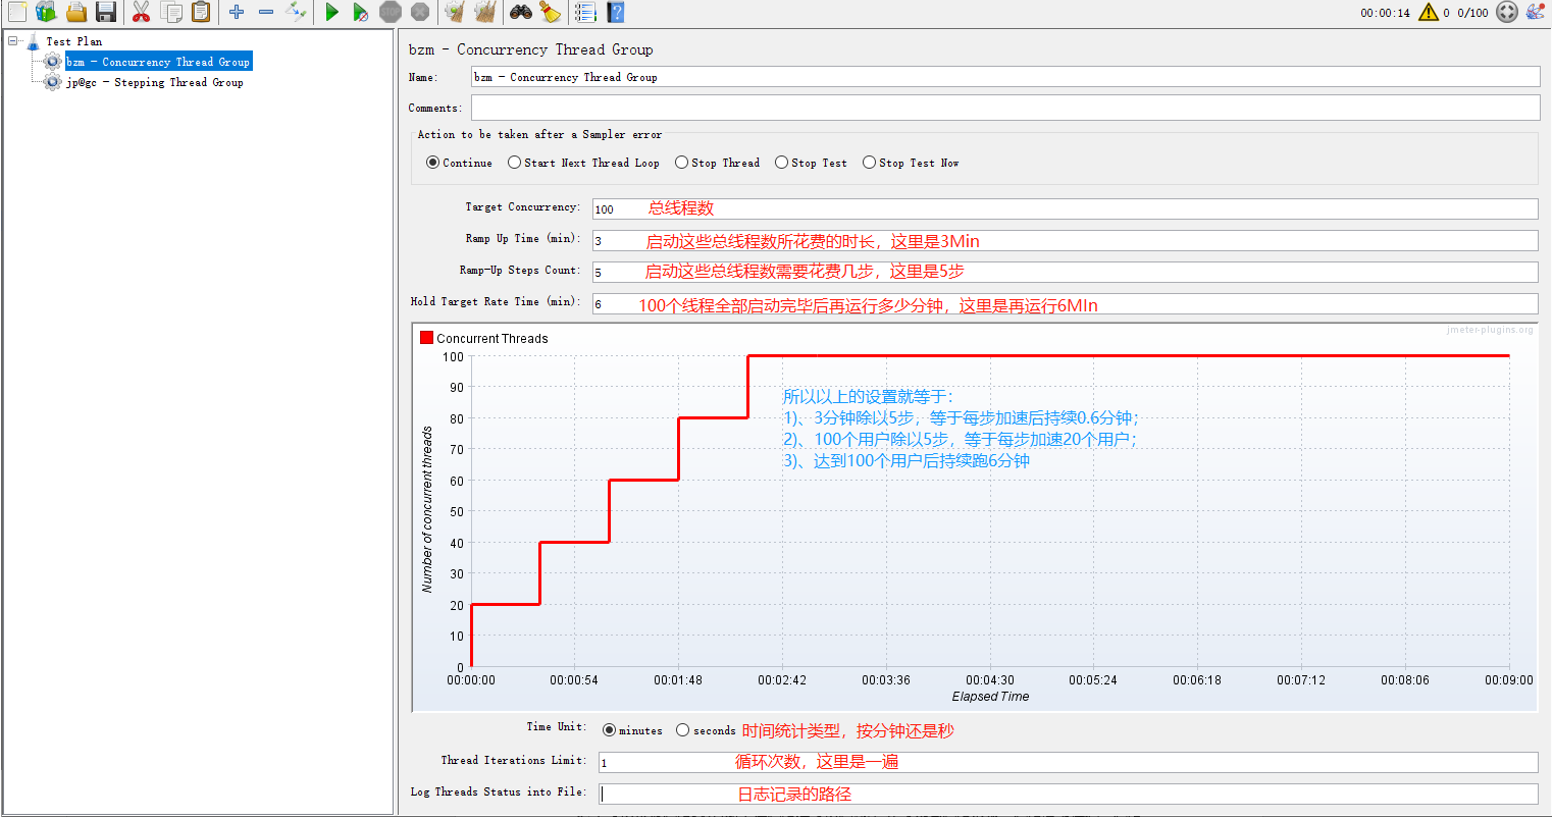 00:00:14 0 0/100
Test Plan
bzm - Concurrency Thread Group
jp@gc - Stepping Thread Group
bzm - Concurrency Thread Group
Name: bzm - Concurrency Thread Group
Comments:
Action to be taken after a Sampler error
Continue Start Next Thread Loop Stop Thread Stop Test Stop Test Now
Target Concurrency: 100 总线程数
Ramp Up Time (min): 3 启动这些总线程数所花费的时长，这里是3Min
Ramp-Up Steps Count: 5 启动这些总线程数需要花费几步，这里是5步
Hold Target Rate Time (min): 6 100个线程全部启动完毕后再运行多少分钟，这里是再运行6MIn
jmeter-plugins.org
Concurrent Threads
100
90
80
70
60
50
40
30
20
10
0
Number of concurrent threads
所以以上的设置就等于：
1)、3分钟除以5步，等于每步加速后持续0.6分钟；
2)、100个用户除以5步，等于每步加速20个用户；
3)、达到100个用户后持续跑6分钟
00:00:00 00:00:54 00:01:48 00:02:42 00:03:36 00:04:30 00:05:24 00:06:18 00:07:12 00:08:06 00:09:00
Elapsed Time
Time Unit: minutes seconds 时间统计类型，按分钟还是秒
Thread Iterations Limit: 1 循环次数，这里是一遍
Log Threads Status into File: 日志记录的路径